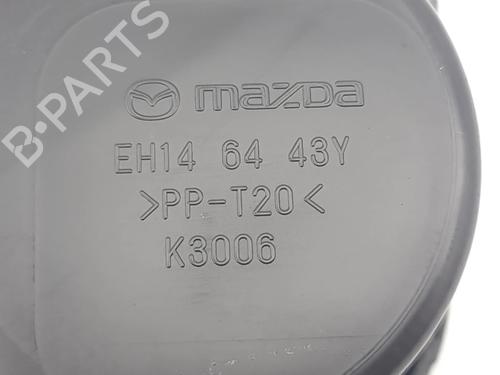 B-PARTS
mazda
EH14 64 43Y
>PP-T20<
K3006